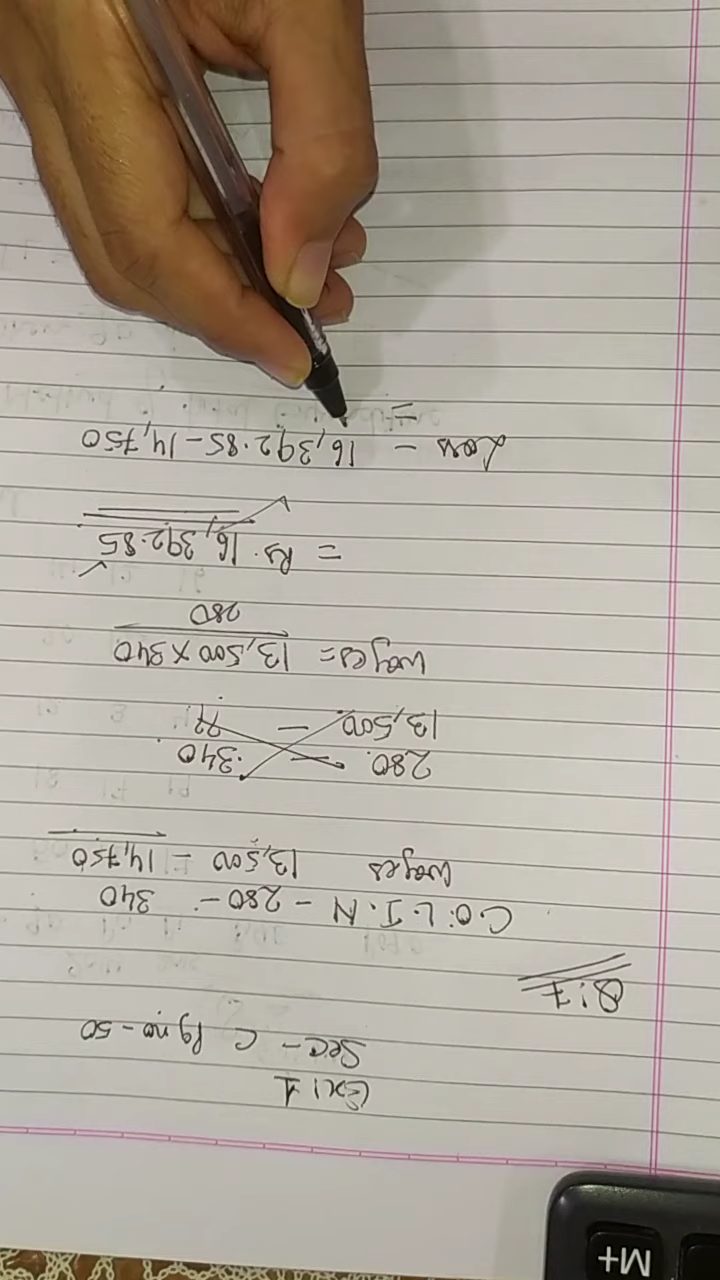 Ex: 1
Sec - C Pg no - 50
Q:7
C.O.L.I.N - 280 - 340
Wages 13,500 - 14,750
280 - 340
13,500 - ??
Wages = 13,500 x 340
280
= Rs. 16,392.85
Loss - 16,392.85 - 14,750
=
M+